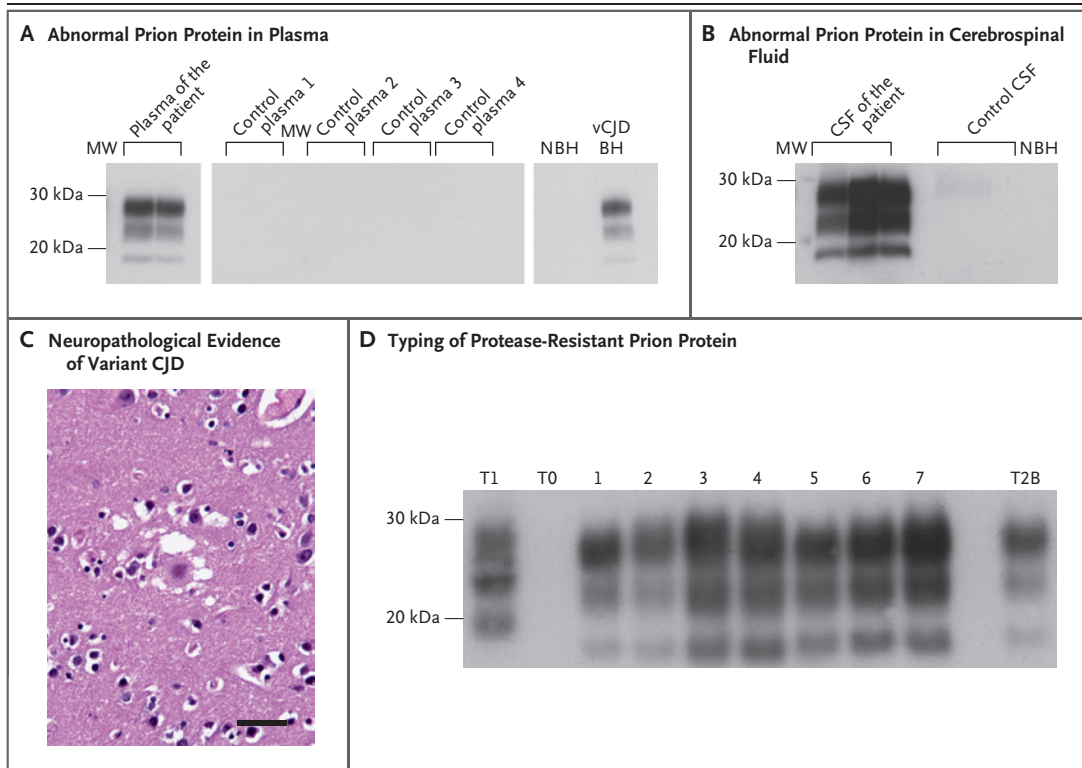 A Abnormal Prion Protein in Plasma
Plasma of the
patient
Control
plasma 1
Control
plasma 2
Control
plasma 3
Control
plasma 4
MW
MW
NBH
vCJD
BH
30 kDa
20 kDa
B Abnormal Prion Protein in Cerebrospinal
Fluid
CSF of the
patient
Control CSF
MW
NBH
30 kDa
20 kDa
C Neuropathological Evidence
of Variant CJD
D Typing of Protease-Resistant Prion Protein
T1 T0 1 2 3 4 5 6 7 T2B
30 kDa
20 kDa